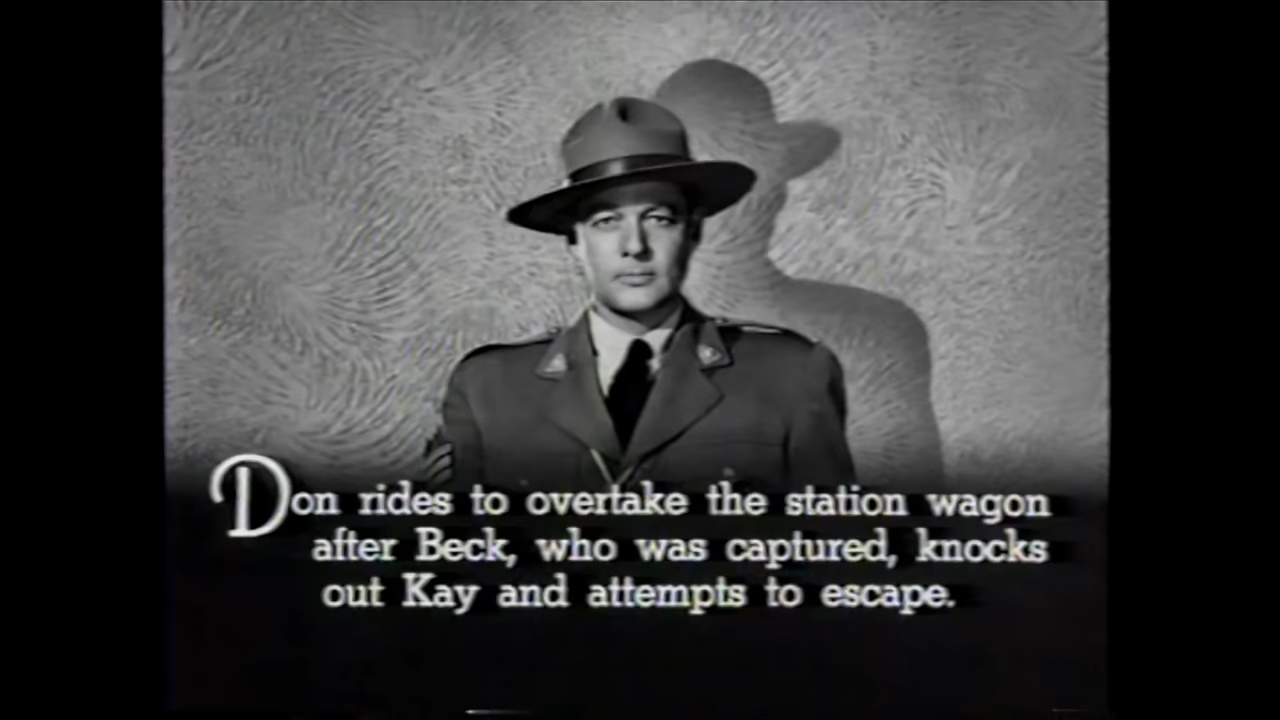 Don rides to overtake the station wagon
after Beck, who was captured, knocks
out Kay and attempts to escape.